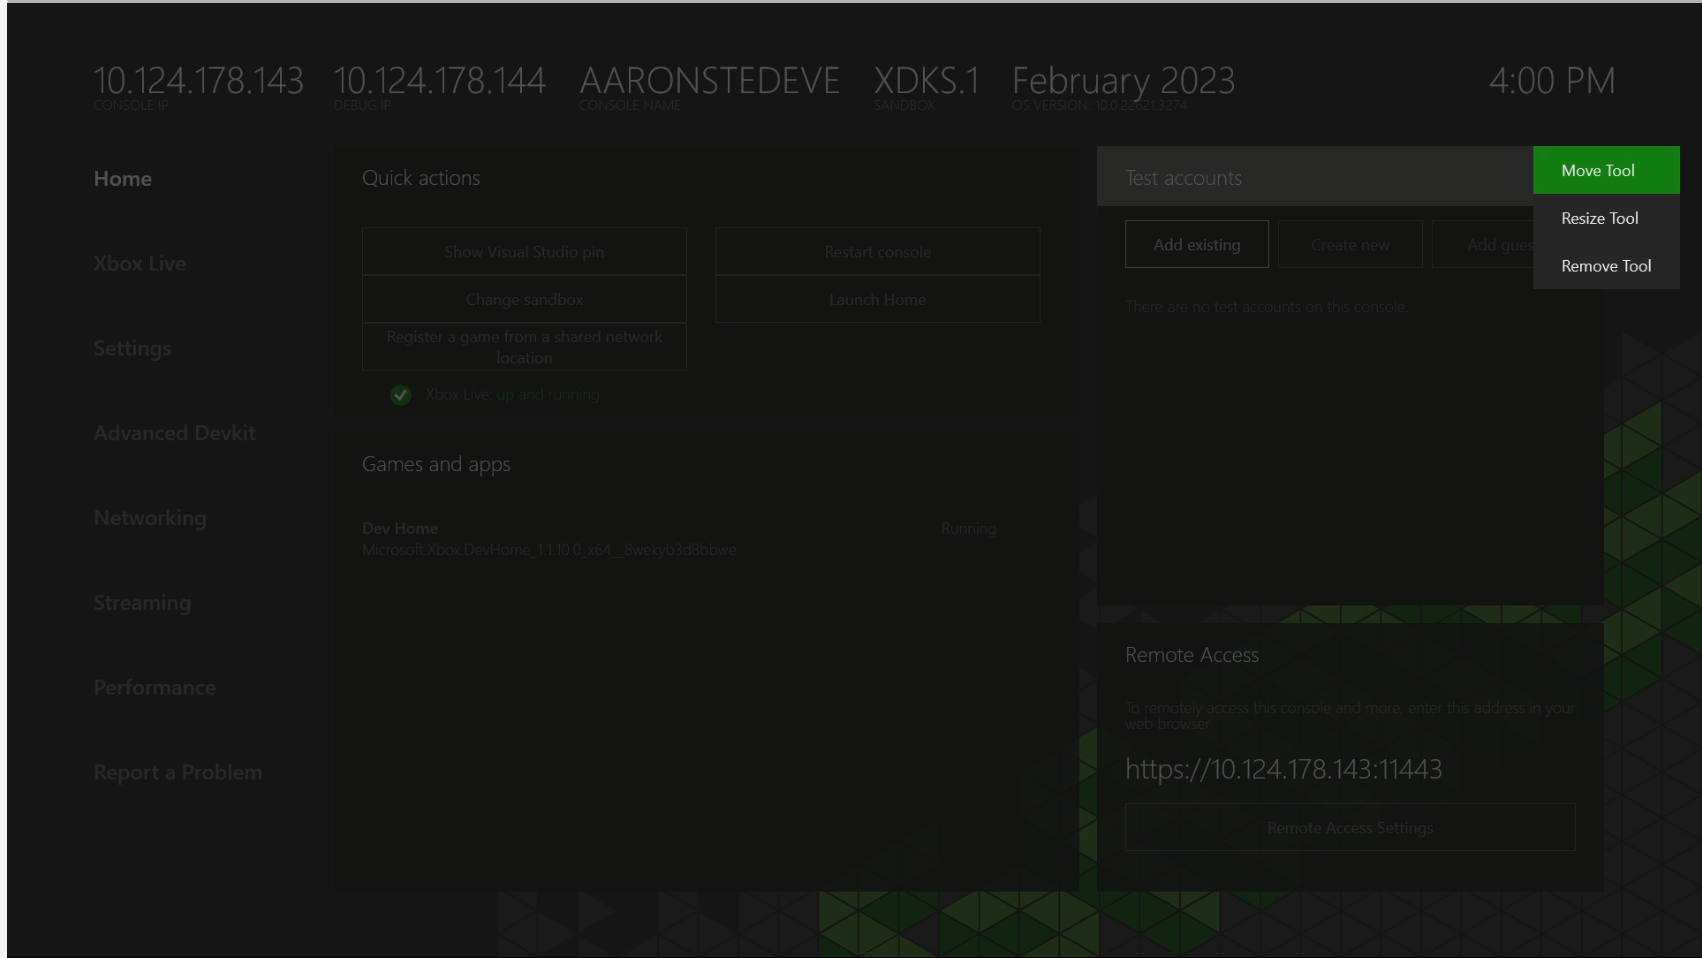 10.124.178.143
CONSOLE IP
10.124.178.144
DEBUG IP
AARONSTEDEVE
CONSOLE NAME
XDKS.1
SANDBOX
February 2023
OS VERSION: 10.0.22621.3274
4:00 PM
Home
Xbox Live
Settings
Advanced Devkit
Networking
Streaming
Performance
Report a Problem
Quick actions
Show Visual Studio pin
Restart console
Change sandbox
Launch Home
Register a game from a shared network
location
Xbox Live: up and running
Games and apps
Dev Home
Running
Microsoft.Xbox.DevHome_1.1.10.0_x64__8wekyb3d8bbwe
Test accounts
Add existing
Create new
Add gues
There are no test accounts on this console.
Move Tool
Resize Tool
Remove Tool
Remote Access
To remotely access this console and more, enter this address in your
web browser
https://10.124.178.143:11443
Remote Access Settings